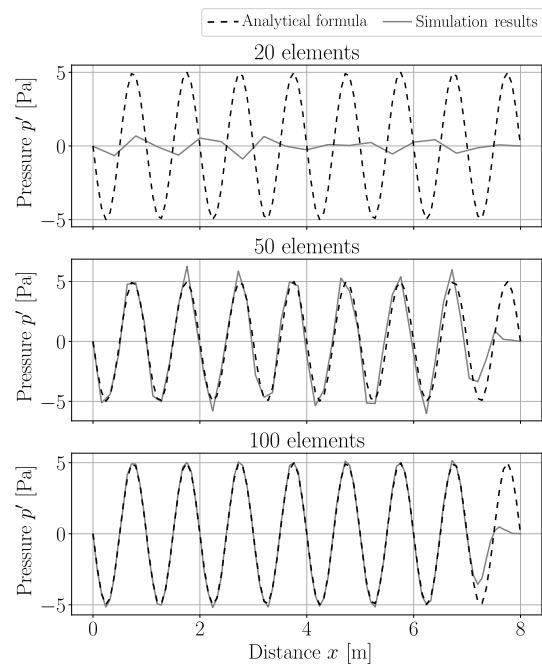 Analytical formula Simulation results
20 elements
Pressure p′ [Pa]
5
0
−5
50 elements
Pressure p′ [Pa]
5
0
−5
100 elements
Pressure p′ [Pa]
5
0
−5
0 2 4 6 8
Distance x [m]